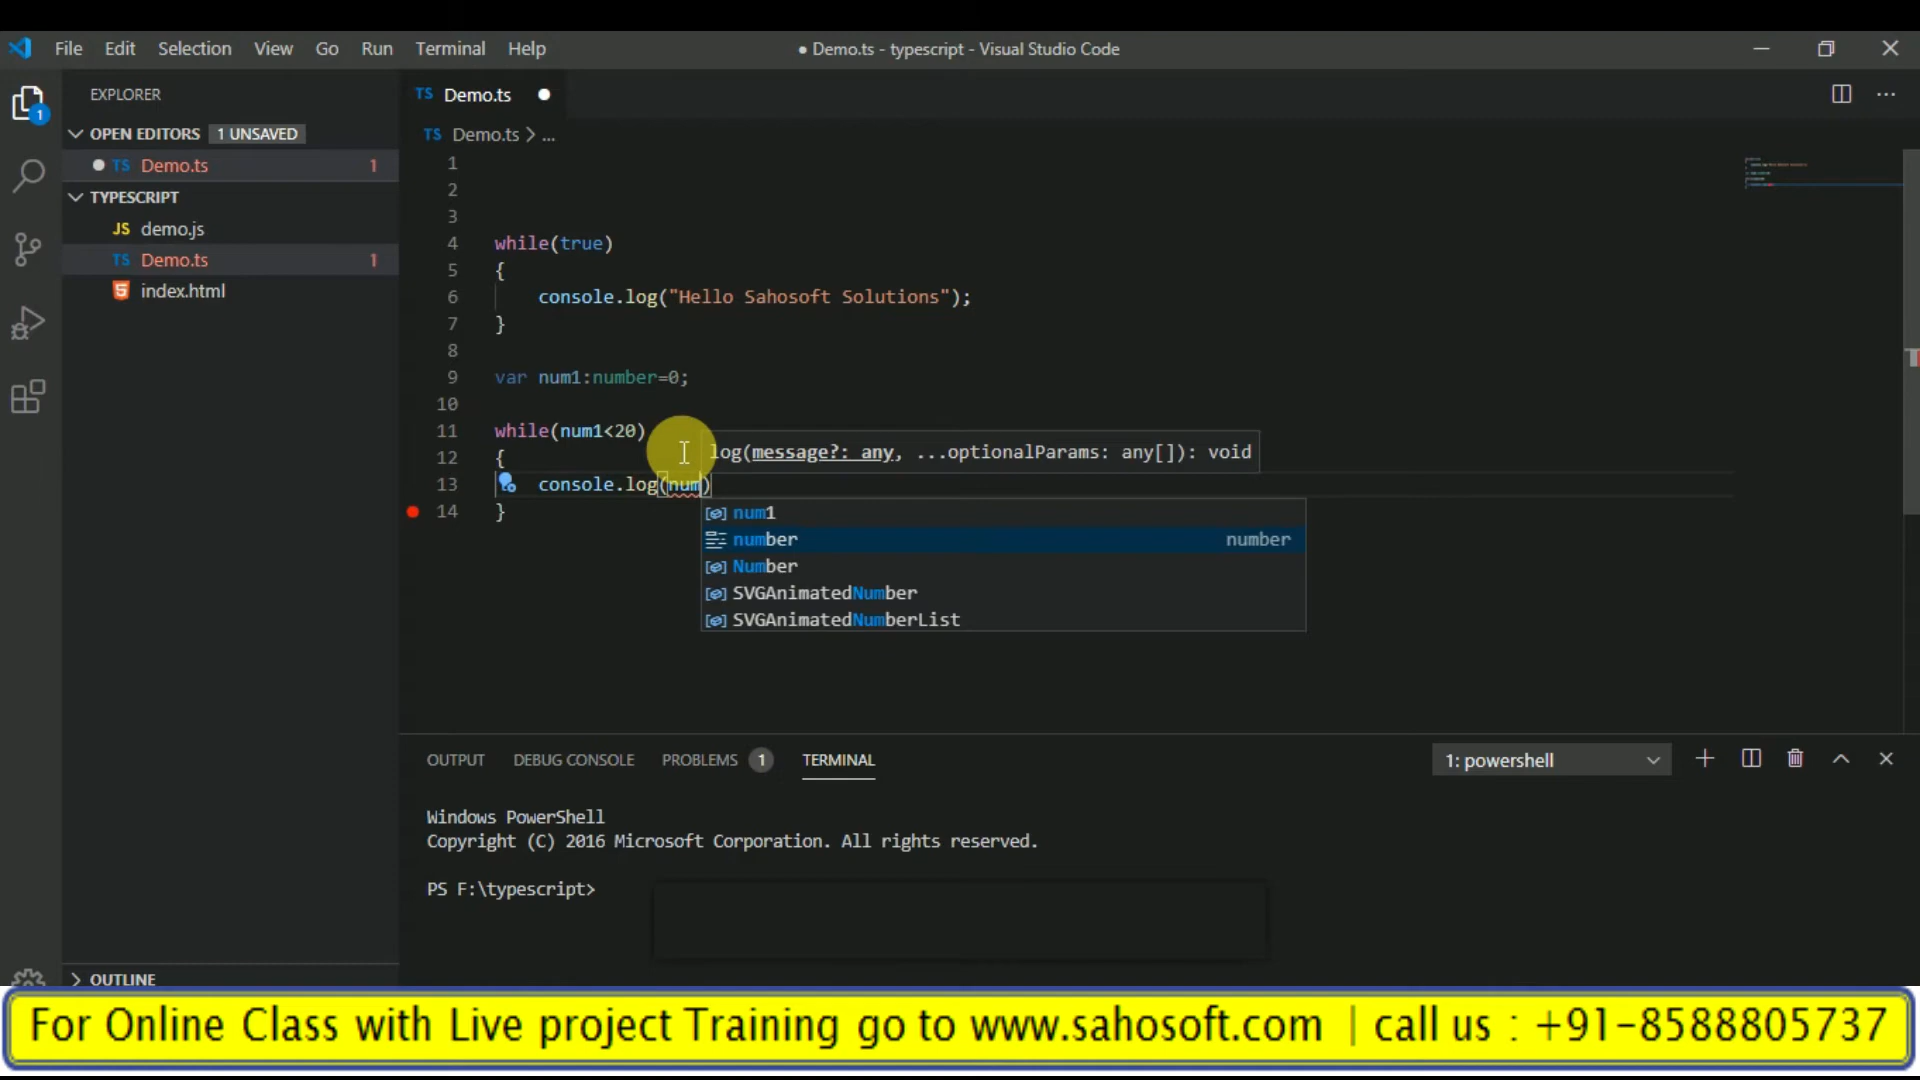 File Edit Selection View Go Run Terminal Help
● Demo.ts - typescript - Visual Studio Code
EXPLORER
1
OPEN EDITORS 1 UNSAVED
TS Demo.ts 1
TYPESCRIPT
JS demo.js
TS Demo.ts 1
index.html
OUTLINE
TS Demo.ts
TS Demo.ts > ...
1
2
3
4 while(true)
5 {
6 console.log("Hello Sahosoft Solutions");
7 }
8
9 var num1:number=0;
10
11 while(num1<20)
12 {
log(message?: any, ...optionalParams: any[]): void
13 console.log(num)
14 }
num1
number number
Number
SVGAnimatedNumber
SVGAnimatedNumberList
OUTPUT DEBUG CONSOLE PROBLEMS 1 TERMINAL
1: powershell
Windows PowerShell
Copyright (C) 2016 Microsoft Corporation. All rights reserved.
PS F:\typescript>
For Online Class with Live project Training go to www.sahosoft.com | call us : +91-8588805737